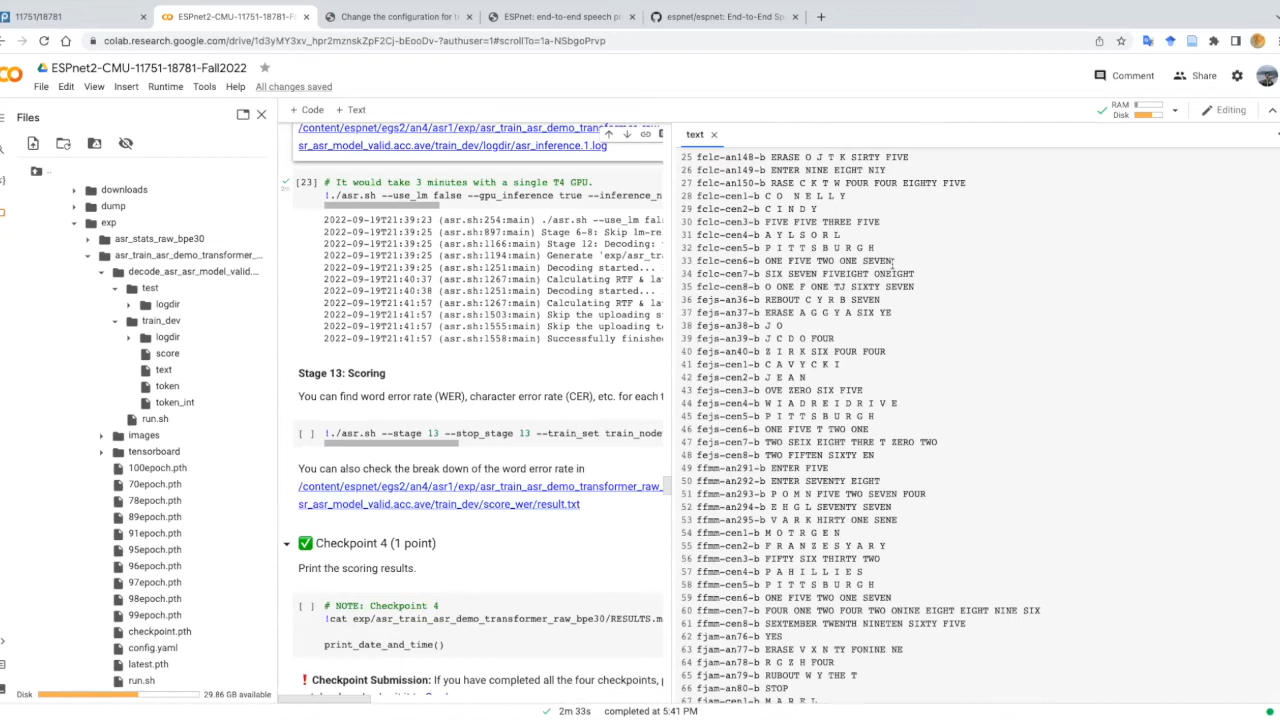 11751/18781
ESPnet2-CMU-11751-18781-F
Change the configuration for t
ESPnet: end-to-end speech pr
espnet/espnet: End-to-End Sp
colab.research.google.com/drive/1d3yMY3xv_hpr2mznskZpF2Cj-bEooDv-?authuser=1#scrollTo=1a-NSbgoPrvp
ESPnet2-CMU-11751-18781-Fall2022
File Edit View Insert Runtime Tools Help All changes saved
Comment Share
Files
+ Code + Text
RAM
Disk
Editing
..
downloads
dump
exp
asr_stats_raw_bpe30
asr_train_asr_demo_transformer_...
decode_asr_asr_model_valid....
test
logdir
train_dev
logdir
score
text
token
token_int
run.sh
images
tensorboard
100epoch.pth
70epoch.pth
78epoch.pth
89epoch.pth
91epoch.pth
95epoch.pth
96epoch.pth
97epoch.pth
98epoch.pth
99epoch.pth
checkpoint.pth
config.yaml
latest.pth
run.sh
Disk 29.86 GB available
/content/espnet/egs2/an4/asr1/exp/asr_train_asr_demo_transformer_raw_
sr_asr_model_valid.acc.ave/train_dev/logdir/asr_inference.1.log
[23] # It would take 3 minutes with a single T4 GPU.
2m
!./asr.sh --use_lm false --gpu_inference true --inference_n
2022-09-19T21:39:23 (asr.sh:254:main) ./asr.sh --use_lm fal
2022-09-19T21:39:25 (asr.sh:897:main) Stage 6-8: Skip lm-re
2022-09-19T21:39:25 (asr.sh:1166:main) Stage 12: Decoding:
2022-09-19T21:39:25 (asr.sh:1194:main) Generate 'exp/asr_tr
2022-09-19T21:39:25 (asr.sh:1251:main) Decoding started...
2022-09-19T21:40:38 (asr.sh:1267:main) Calculating RTF & la
2022-09-19T21:40:38 (asr.sh:1251:main) Decoding started...
2022-09-19T21:41:57 (asr.sh:1267:main) Calculating RTF & la
2022-09-19T21:41:57 (asr.sh:1503:main) Skip the uploading s
2022-09-19T21:41:57 (asr.sh:1555:main) Skip the uploading t
2022-09-19T21:41:57 (asr.sh:1558:main) Successfully finishe
Stage 13: Scoring
You can find word error rate (WER), character error rate (CER), etc. for each t
[ ] !./asr.sh --stage 13 --stop_stage 13 --train_set train_node
You can also check the break down of the word error rate in
/content/espnet/egs2/an4/asr1/exp/asr_train_asr_demo_transformer_raw_
sr_asr_model_valid.acc.ave/train_dev/score_wer/result.txt
✅ Checkpoint 4 (1 point)
Print the scoring results.
[ ] # NOTE: Checkpoint 4
!cat exp/asr_train_asr_demo_transformer_raw_bpe30/RESULTS.m
print_date_and_time()
❗ Checkpoint Submission: If you have completed all the four checkpoints, p
text
25 fclc-an148-b ERASE O J T K SIRTY FIVE
26 fclc-an149-b ENTER NINE EIGHT NIY
27 fclc-an150-b RASE C K T W FOUR FOUR EIGHTY FIVE
28 fclc-cen1-b C O N E L L Y
29 fclc-cen2-b C I N D Y
30 fclc-cen3-b FIVE FIVE THREE FIVE
31 fclc-cen4-b A Y L S O R L
32 fclc-cen5-b P I T T S B U R G H
33 fclc-cen6-b ONE FIVE TWO ONE SEVEN
34 fclc-cen7-b SIX SEVEN FIVEIGHT ONEIGHT
35 fclc-cen8-b O ONE F ONE TJ SIXTY SEVEN
36 fejs-an36-b REBOUT C Y R B SEVEN
37 fejs-an37-b ERASE A G G Y A SIX YE
38 fejs-an38-b J O
39 fejs-an39-b J C D O FOUR
40 fejs-an40-b Z I R K SIX FOUR FOUR
41 fejs-cen1-b C A V Y C K I
42 fejs-cen2-b J E A N
43 fejs-cen3-b OVE ZERO SIX FIVE
44 fejs-cen4-b W I A D R E I D R I V E
45 fejs-cen5-b P I T T S B U R G H
46 fejs-cen6-b ONE FIVE T TWO ONE
47 fejs-cen7-b TWO SEIX EIGHT THRE T ZERO TWO
48 fejs-cen8-b TWO FIFTEN SIXTY EN
49 ffmm-an291-b ENTER FIVE
50 ffmm-an292-b ENTER SEVENTY EIGHT
51 ffmm-an293-b P O M N FIVE TWO SEVEN FOUR
52 ffmm-an294-b E H G L SEVENTY SEVEN
53 ffmm-an295-b V A R K HIRTY ONE SENE
54 ffmm-cen1-b M O T R G E N
55 ffmm-cen2-b F R A N Z E S Y A R Y
56 ffmm-cen3-b FIFTY SIX THIRTY TWO
57 ffmm-cen4-b P A H I L L I E S
58 ffmm-cen5-b P I T T S B U R G H
59 ffmm-cen6-b ONE FIVE TWO ONE SEVEN
60 ffmm-cen7-b FOUR ONE TWO FOUR TWO ONINE EIGHT EIGHT NINE SIX
61 ffmm-cen8-b SEXTEMBER TWENTH NINETEN SIXTY FIVE
62 fjam-an76-b YES
63 fjam-an77-b ERASE V X N TY FONINE NE
64 fjam-an78-b R G Z H FOUR
65 fjam-an79-b RUBOUT W Y THE T
66 fjam-an80-b STOP
67 fjam-cen1-b M A R E L
2m 33s completed at 5:41 PM